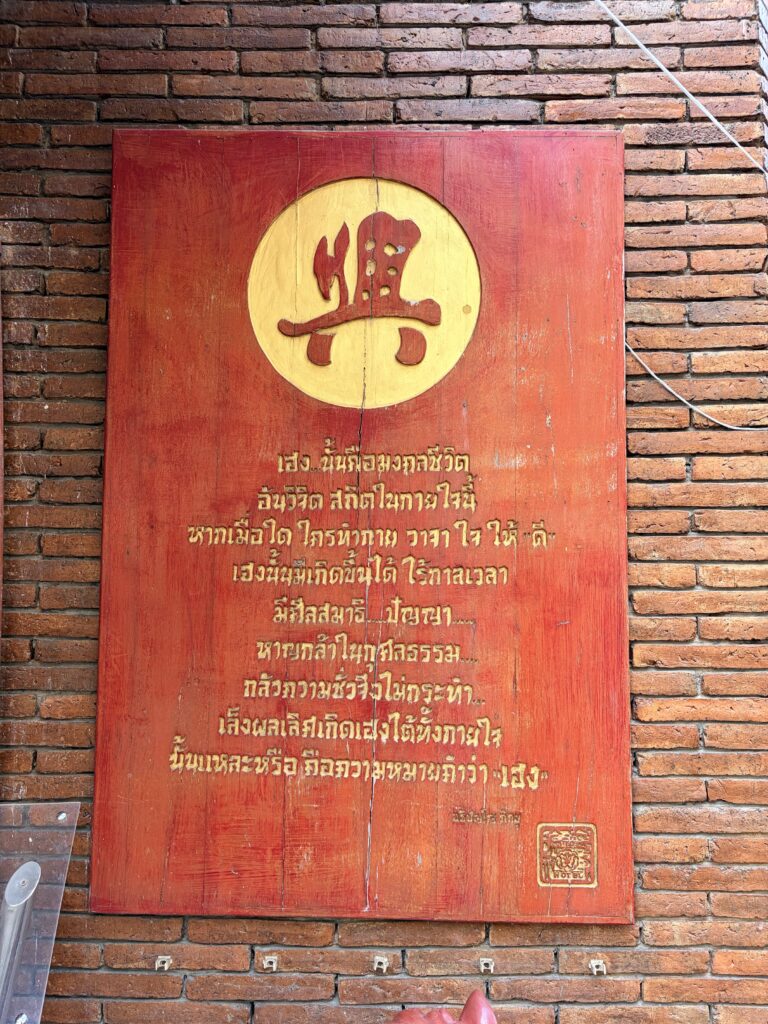 興
เฮง...นั้นคือมงคลชีวิต
อันวิจิต สถิตในกายใจนี้
หากเมื่อใด ใครทำกาย วาจา ใจ ให้ "ดี"
เฮงนั้นมีเกิดขึ้นได้ ไร้กาลเวลา
มีศีลสมาธิ....ปัญญา.....
หาญกล้าในกุศลธรรม....
กลัวความชั่วจึงไม่กระทำ...
เล็งผลเลิศเกิดเฮงได้ทั้งกายใจ
นั้นแหละหรือ คือความหมายคำว่า "เฮง"